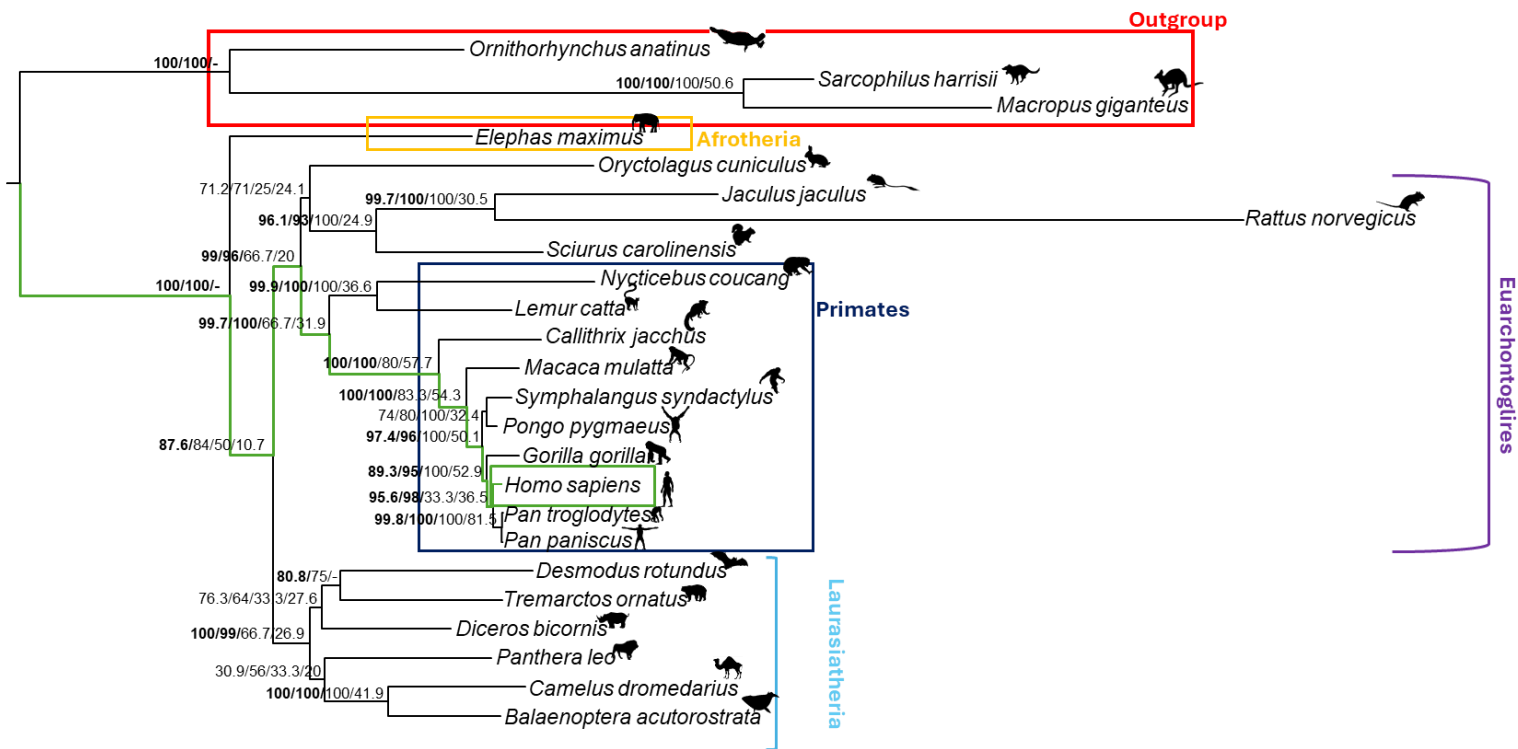 Outgroup
Ornithorhynchus anatinus
100/100/-
100/100/100/50.6
Sarcophilus harrisii
Macropus giganteus
Elephas maximus
Afrotheria
Oryctolagus cuniculus
71.2/71/25/24.1
99.7/100/100/30.5
Jaculus jaculus
96.1/93/100/24.9
Rattus norvegicus
Sciurus carolinensis
99/96/66.7/20
Nycticebus coucang
100/100/-
99.9/100/100/36.6
Lemur catta
Primates
99.7/100/66.7/31.9
Callithrix jacchus
100/100/80/57.7
Macaca mulatta
100/100/83.3/54.3
Symphalangus syndactylus
74/80/100/32.4
Pongo pygmaeus
97.4/96/100/50.1
Gorilla gorilla
89.3/95/100/52.9
Homo sapiens
95.6/98/33.3/36.5
Pan troglodytes
99.8/100/100/81.5
Pan paniscus
Euarchontoglires
87.6/84/50/10.7
Desmodus rotundus
80.8/75/-
76.3/64/33.3/27.6
Tremarctos ornatus
Diceros bicornis
100/99/66.7/26.9
Panthera leo
30.9/56/33.3/20
Camelus dromedarius
100/100/100/41.9
Balaenoptera acutorostrata
Laurasiatheria